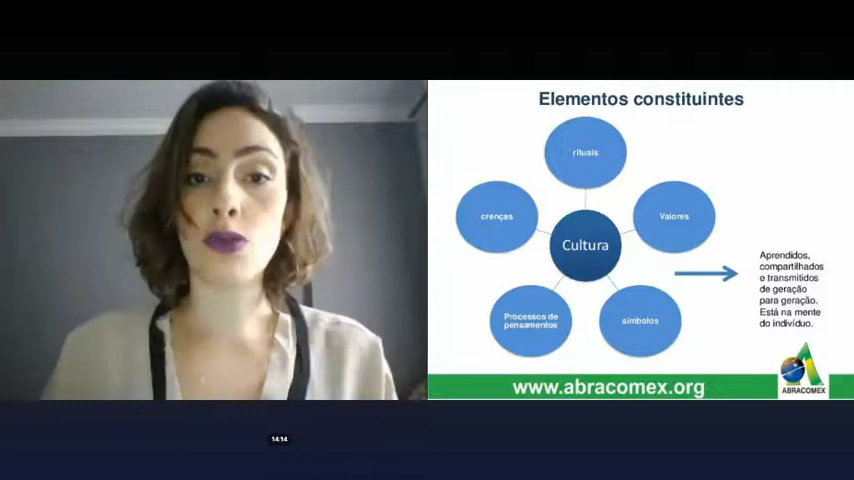 Elementos constituintes
rituais
crenças
Valores
Cultura
Processos de
pensamentos
símbolos
Aprendidos,
compartilhados
e transmitidos
de geração
para geração.
Está na mente
do indivíduo.
www.abracomex.org
ABRACOMEX
14:14